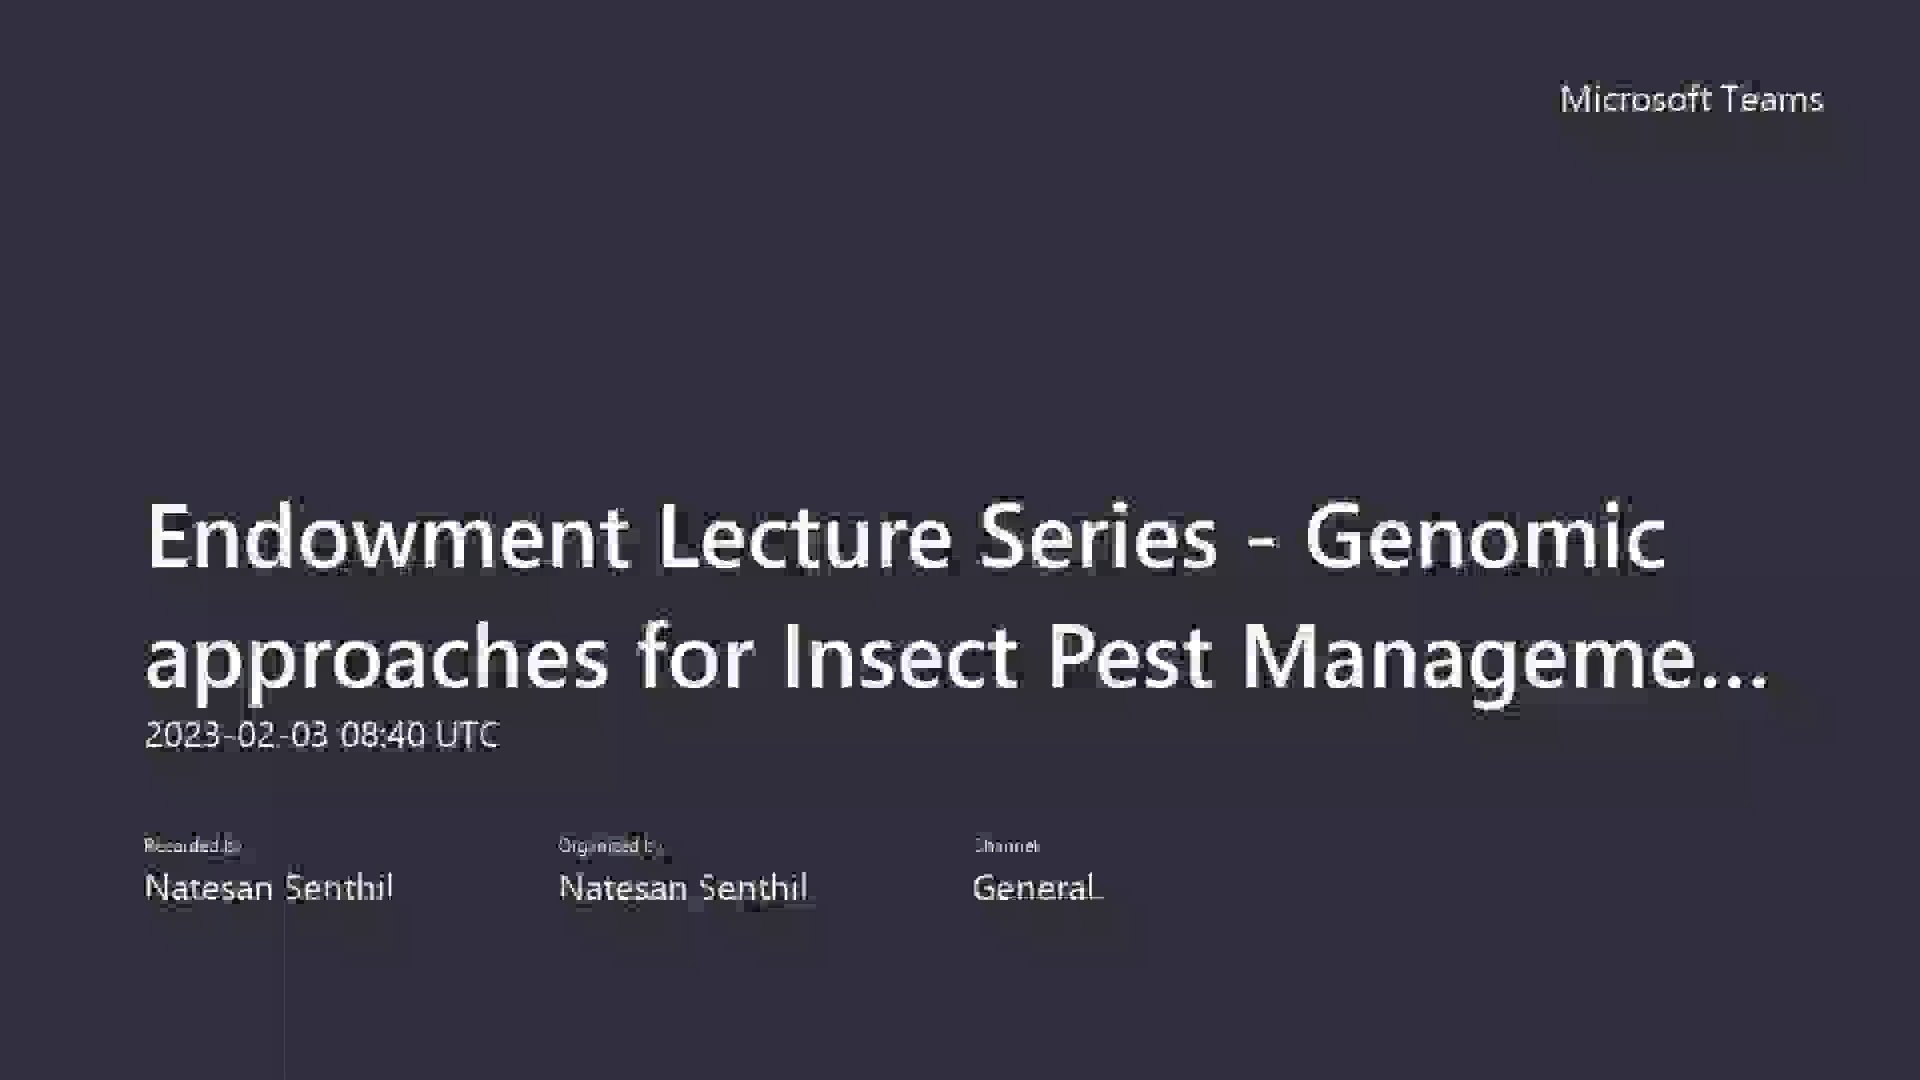 Microsoft Teams
Endowment Lecture Series - Genomic
approaches for Insect Pest Manageme...
2023-02-03 08:40 UTC
Recorded by
Organized by
Channel
Natesan Senthil
Natesan Senthil
General